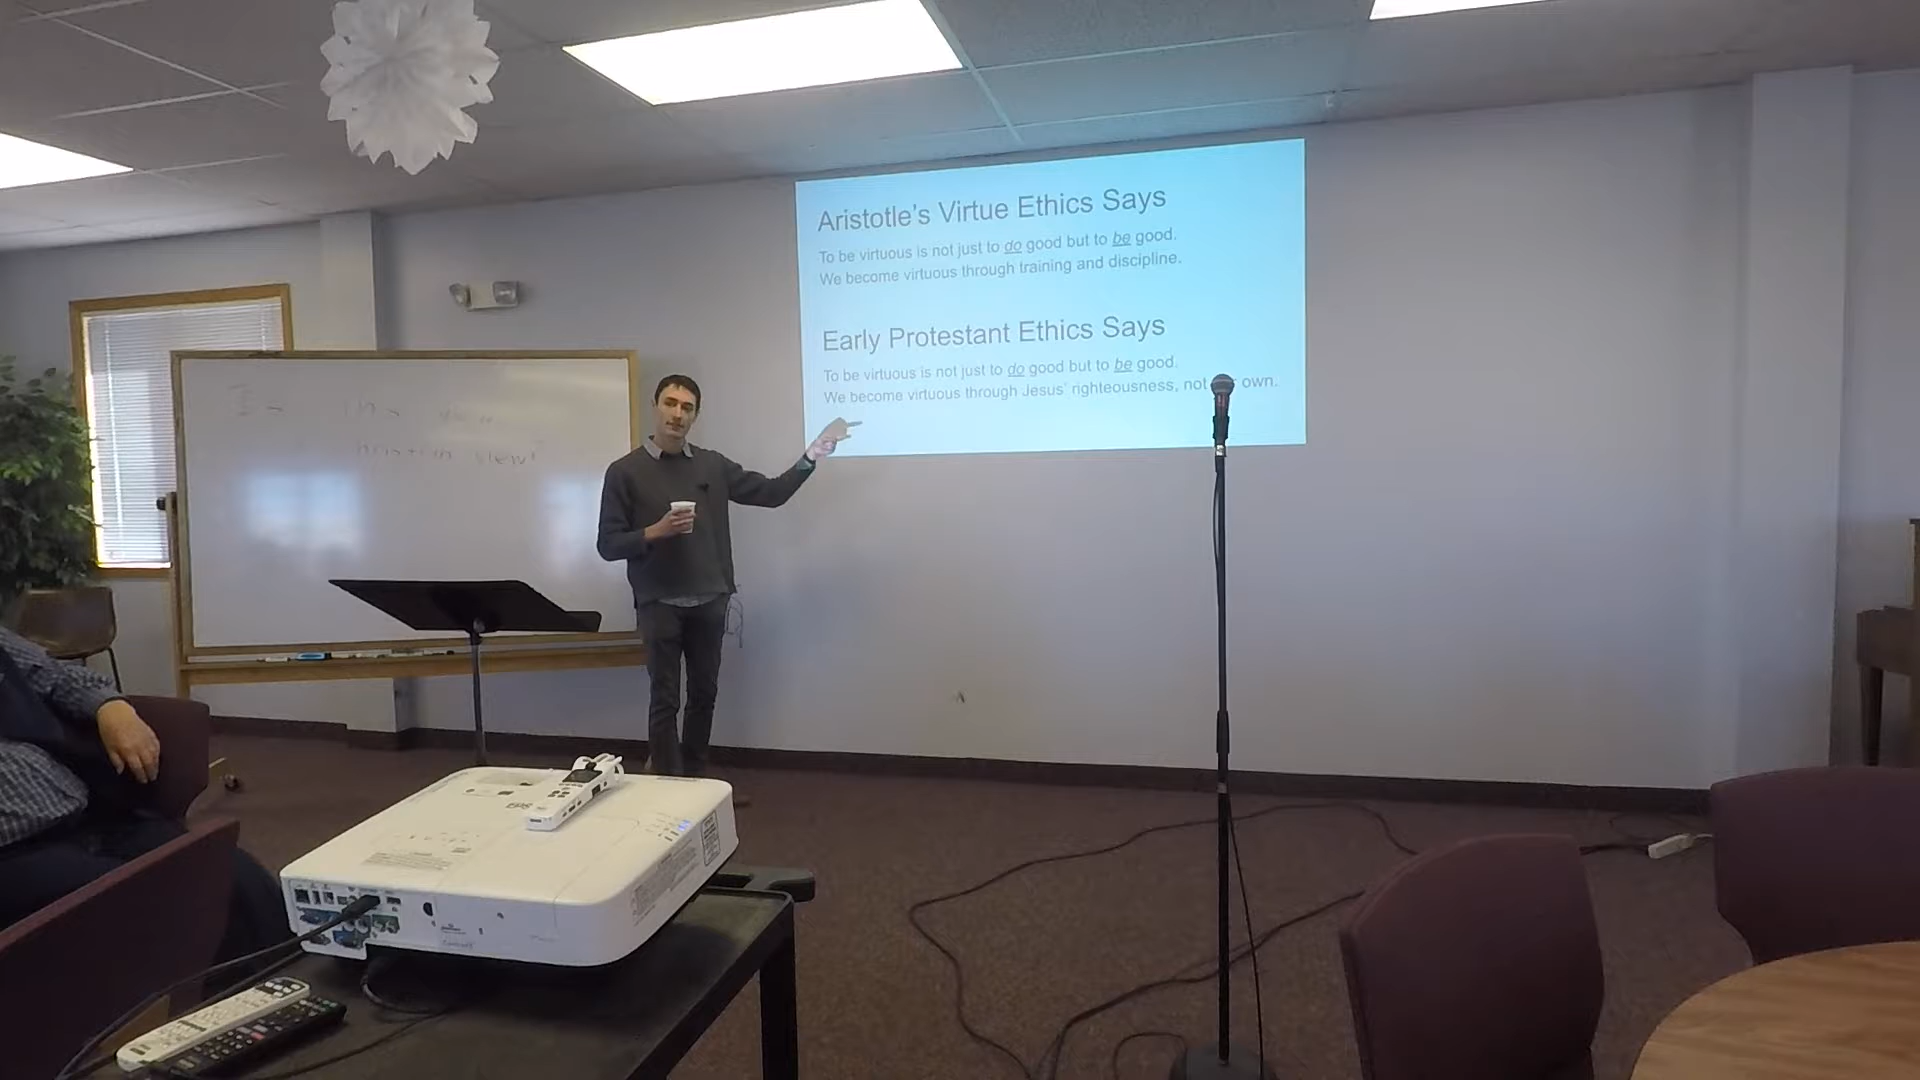 Aristotle's Virtue Ethics Says
To be virtuous is not just to do good but to be good.
We become virtuous through training and discipline.
Early Protestant Ethics Says
To be virtuous is not just to do good but to be good.
We become virtuous through Jesus' righteousness, not own.
view?